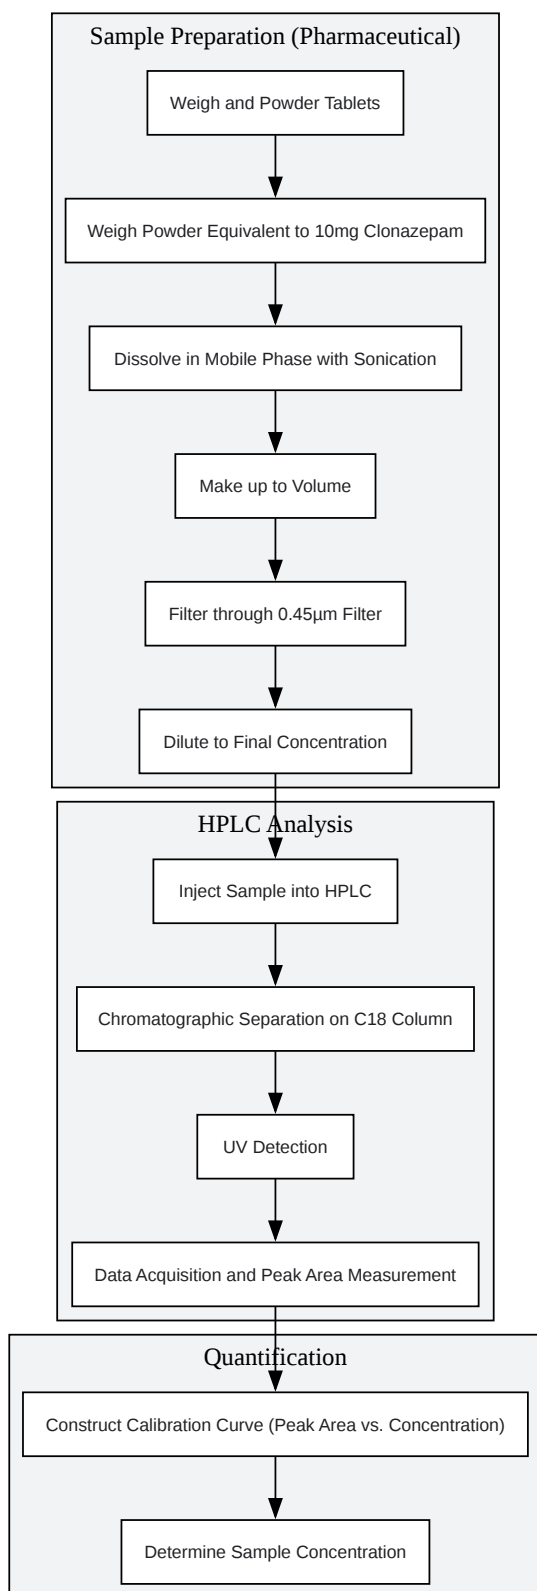 Sample Preparation (Pharmaceutical)
Weigh and Powder Tablets
Weigh Powder Equivalent to 10mg Clonazepam
Dissolve in Mobile Phase with Sonication
Make up to Volume
Filter through 0.45µm Filter
Dilute to Final Concentration
HPLC Analysis
Inject Sample into HPLC
Chromatographic Separation on C18 Column
UV Detection
Data Acquisition and Peak Area Measurement
Quantification
Construct Calibration Curve (Peak Area vs. Concentration)
Determine Sample Concentration